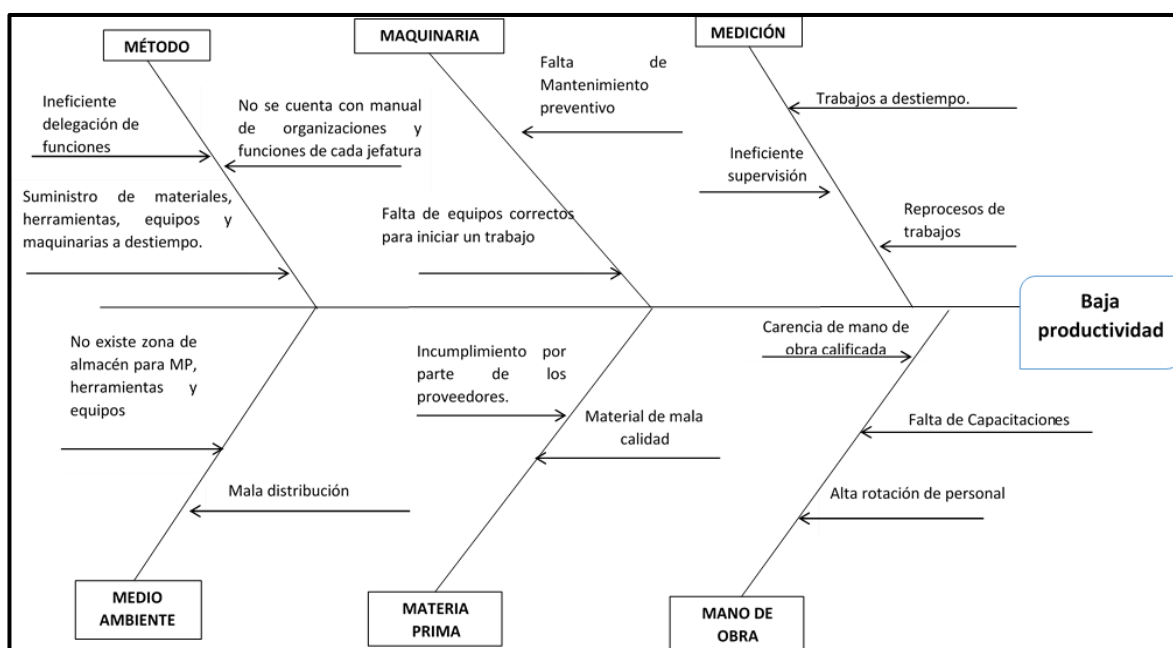 MÉTODO
MAQUINARIA
MEDICIÓN
Ineficiente
delegación de
funciones
No se cuenta con manual
de organizaciones y
funciones de cada jefatura
Suministro de materiales,
herramientas, equipos y
maquinarias a destiempo.
Falta de
Mantenimiento
preventivo
Falta de equipos correctos
para iniciar un trabajo
Trabajos a destiempo.
Ineficiente
supervisión
Reprocesos de
trabajos
Baja
productividad
No existe zona de
almacén para MP,
herramientas y
equipos
Mala distribución
Incumplimiento por
parte de los
proveedores.
Material de mala
calidad
Carencia de mano de
obra calificada
Falta de Capacitaciones
Alta rotación de personal
MEDIO
AMBIENTE
MATERIA
PRIMA
MANO DE
OBRA